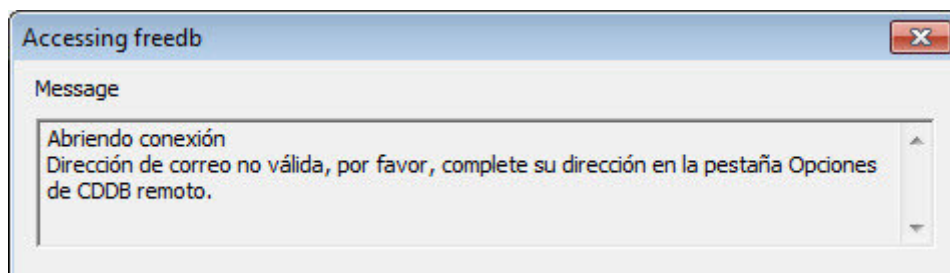 Accessing freedb
Message
Abriendo conexión
Dirección de correo no válida, por favor, complete su dirección en la pestaña Opciones
de CDDB remoto.